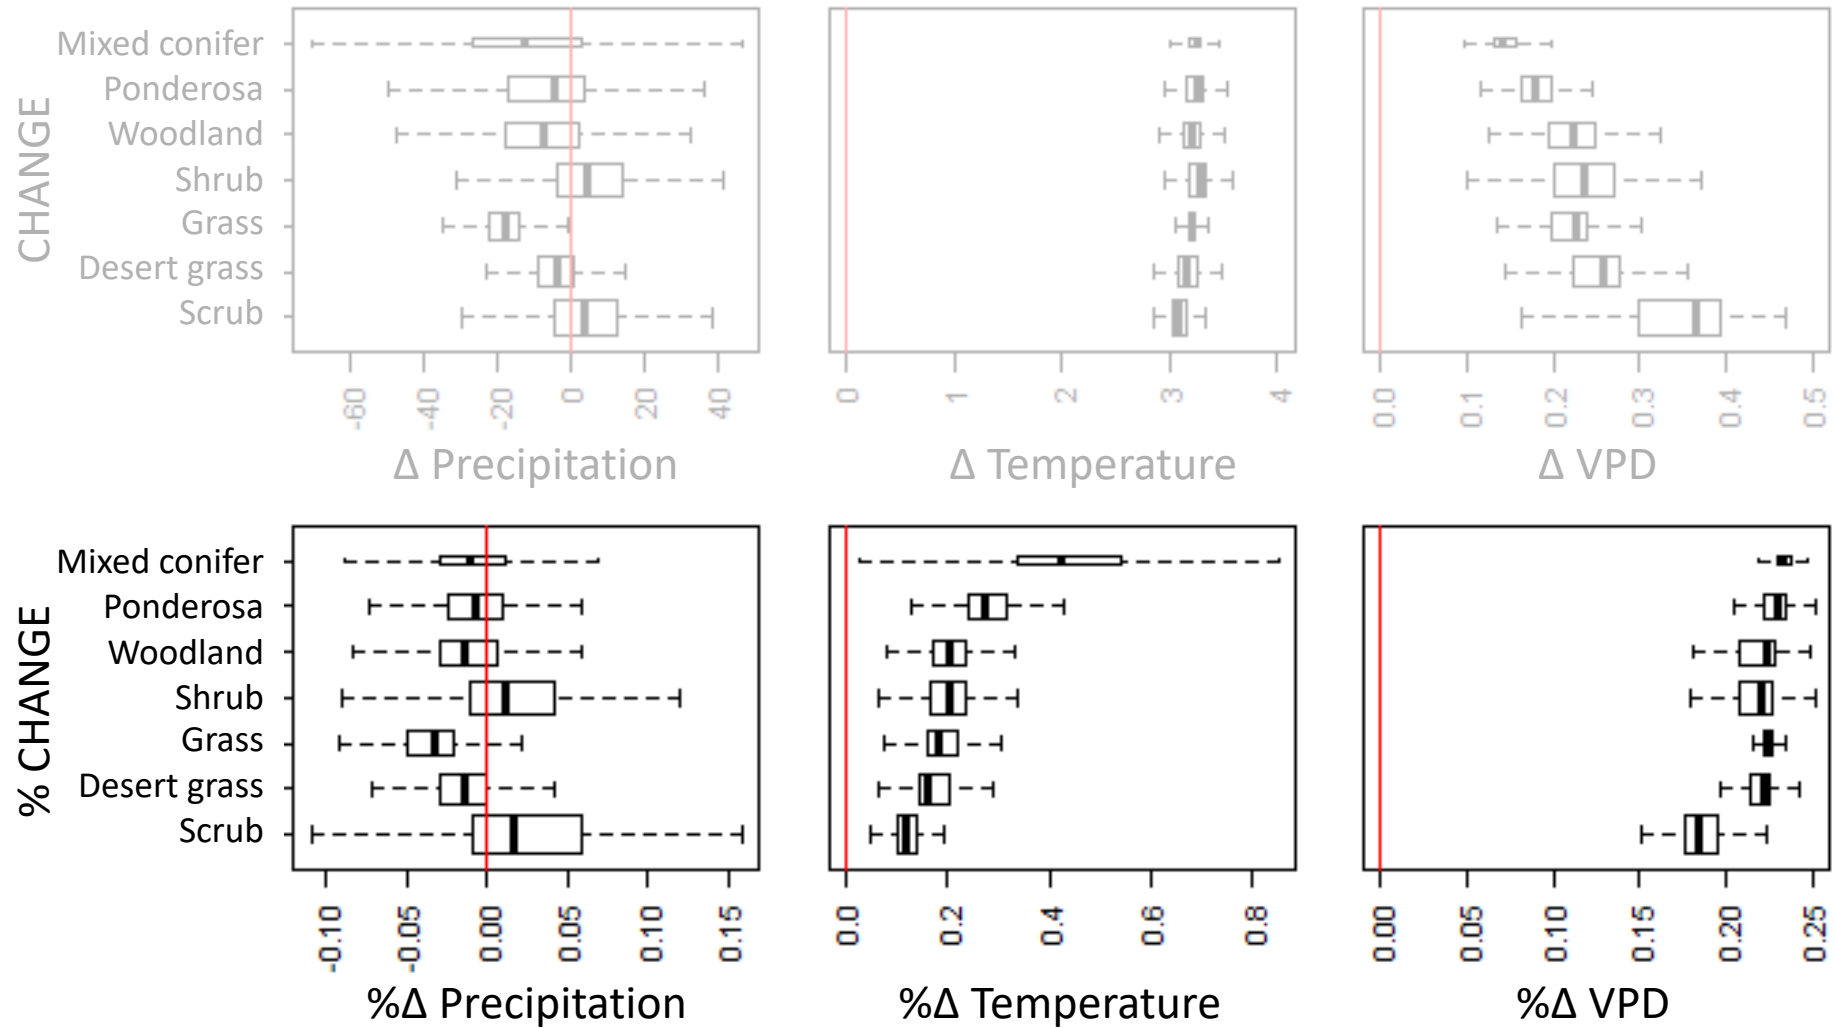 CHANGE
Mixed conifer
Ponderosa
Woodland
Shrub
Grass
Desert grass
Scrub
-60 -40 -20 0 20 40
Δ Precipitation
0 1 2 3 4
Δ Temperature
0.0 0.1 0.2 0.3 0.4 0.5
Δ VPD
% CHANGE
Mixed conifer
Ponderosa
Woodland
Shrub
Grass
Desert grass
Scrub
-0.10 -0.05 0.00 0.05 0.10 0.15
%Δ Precipitation
0.0 0.2 0.4 0.6 0.8
%Δ Temperature
0.00 0.05 0.10 0.15 0.20 0.25
%Δ VPD